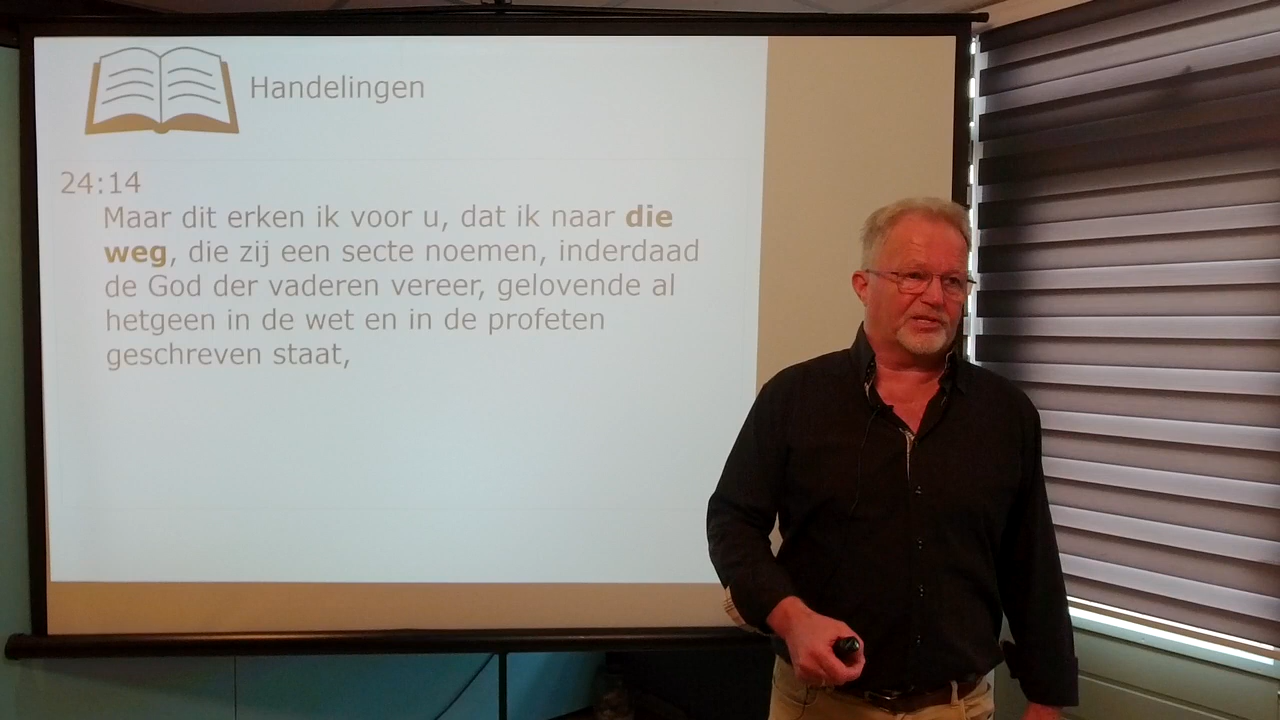 Handelingen
24:14
Maar dit erken ik voor u, dat ik naar die
weg, die zij een secte noemen, inderdaad
de God der vaderen vereer, gelovende al
hetgeen in de wet en in de profeten
geschreven staat,